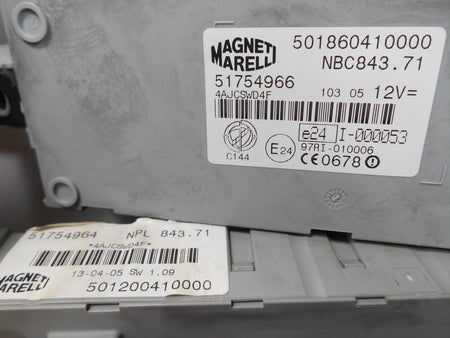 MAGNETI
MARELLI
501860410000
NBC843.71
51754966
4AJCSWD4F
103 05 12V=
C144
E24
e24 I-000053
97RI-010006
CE0678
51754964 NPL 843.71
*4AJCSWD4F*
13-04-05 SW 1.09
MAGNETI
MARELLI
501200410000